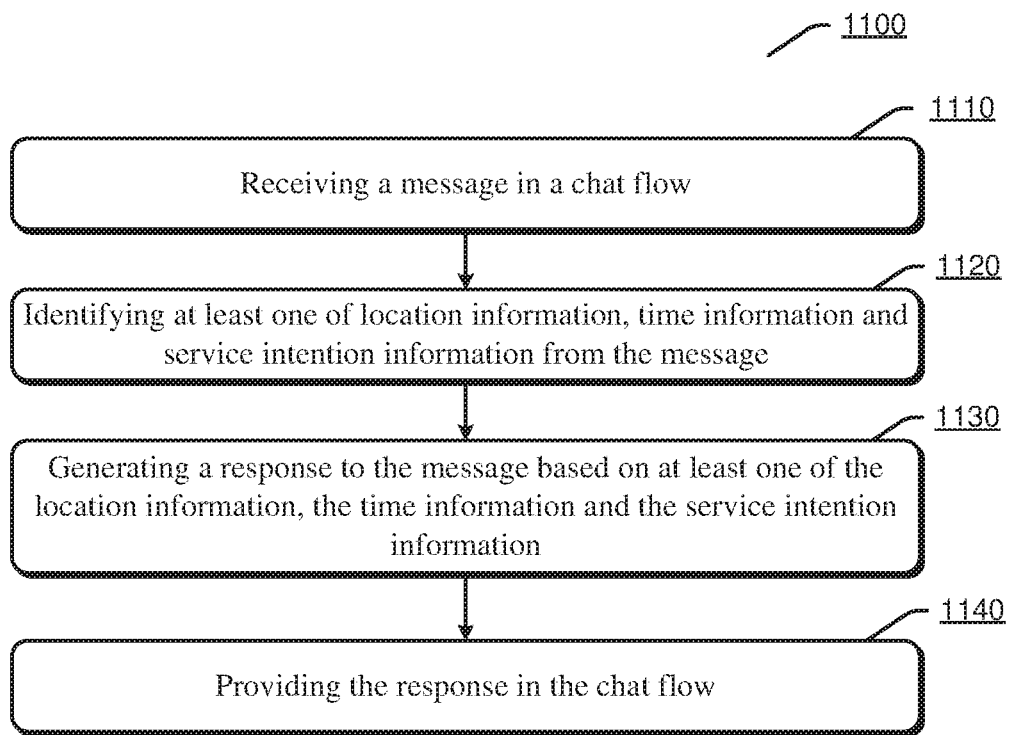 1100
1110
Receiving a message in a chat flow
1120
Identifying at least one of location information, time information and
service intention information from the message
1130
Generating a response to the message based on at least one of the
location information, the time information and the service intention
information
1140
Providing the response in the chat flow